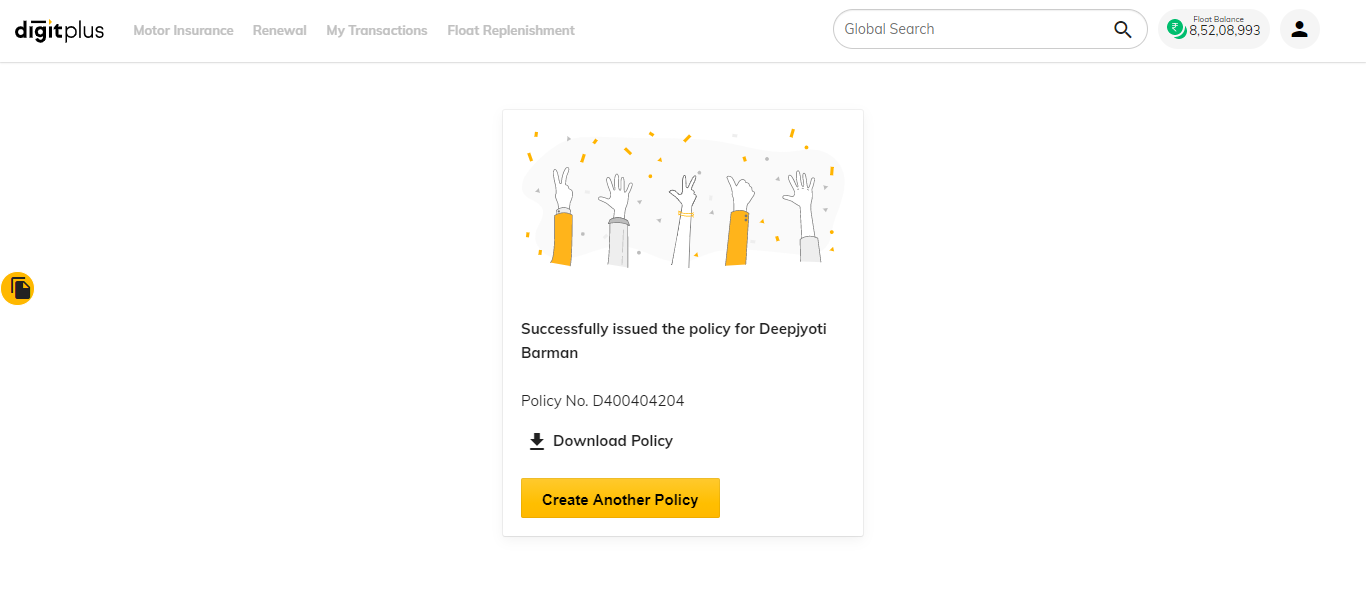 digitplus
Motor Insurance
Renewal
My Transactions
Float Replenishment
Global Search
Float Balance
8,52,08,993
Successfully issued the policy for Deepjyoti
Barman
Policy No. D400404204
Download Policy
Create Another Policy